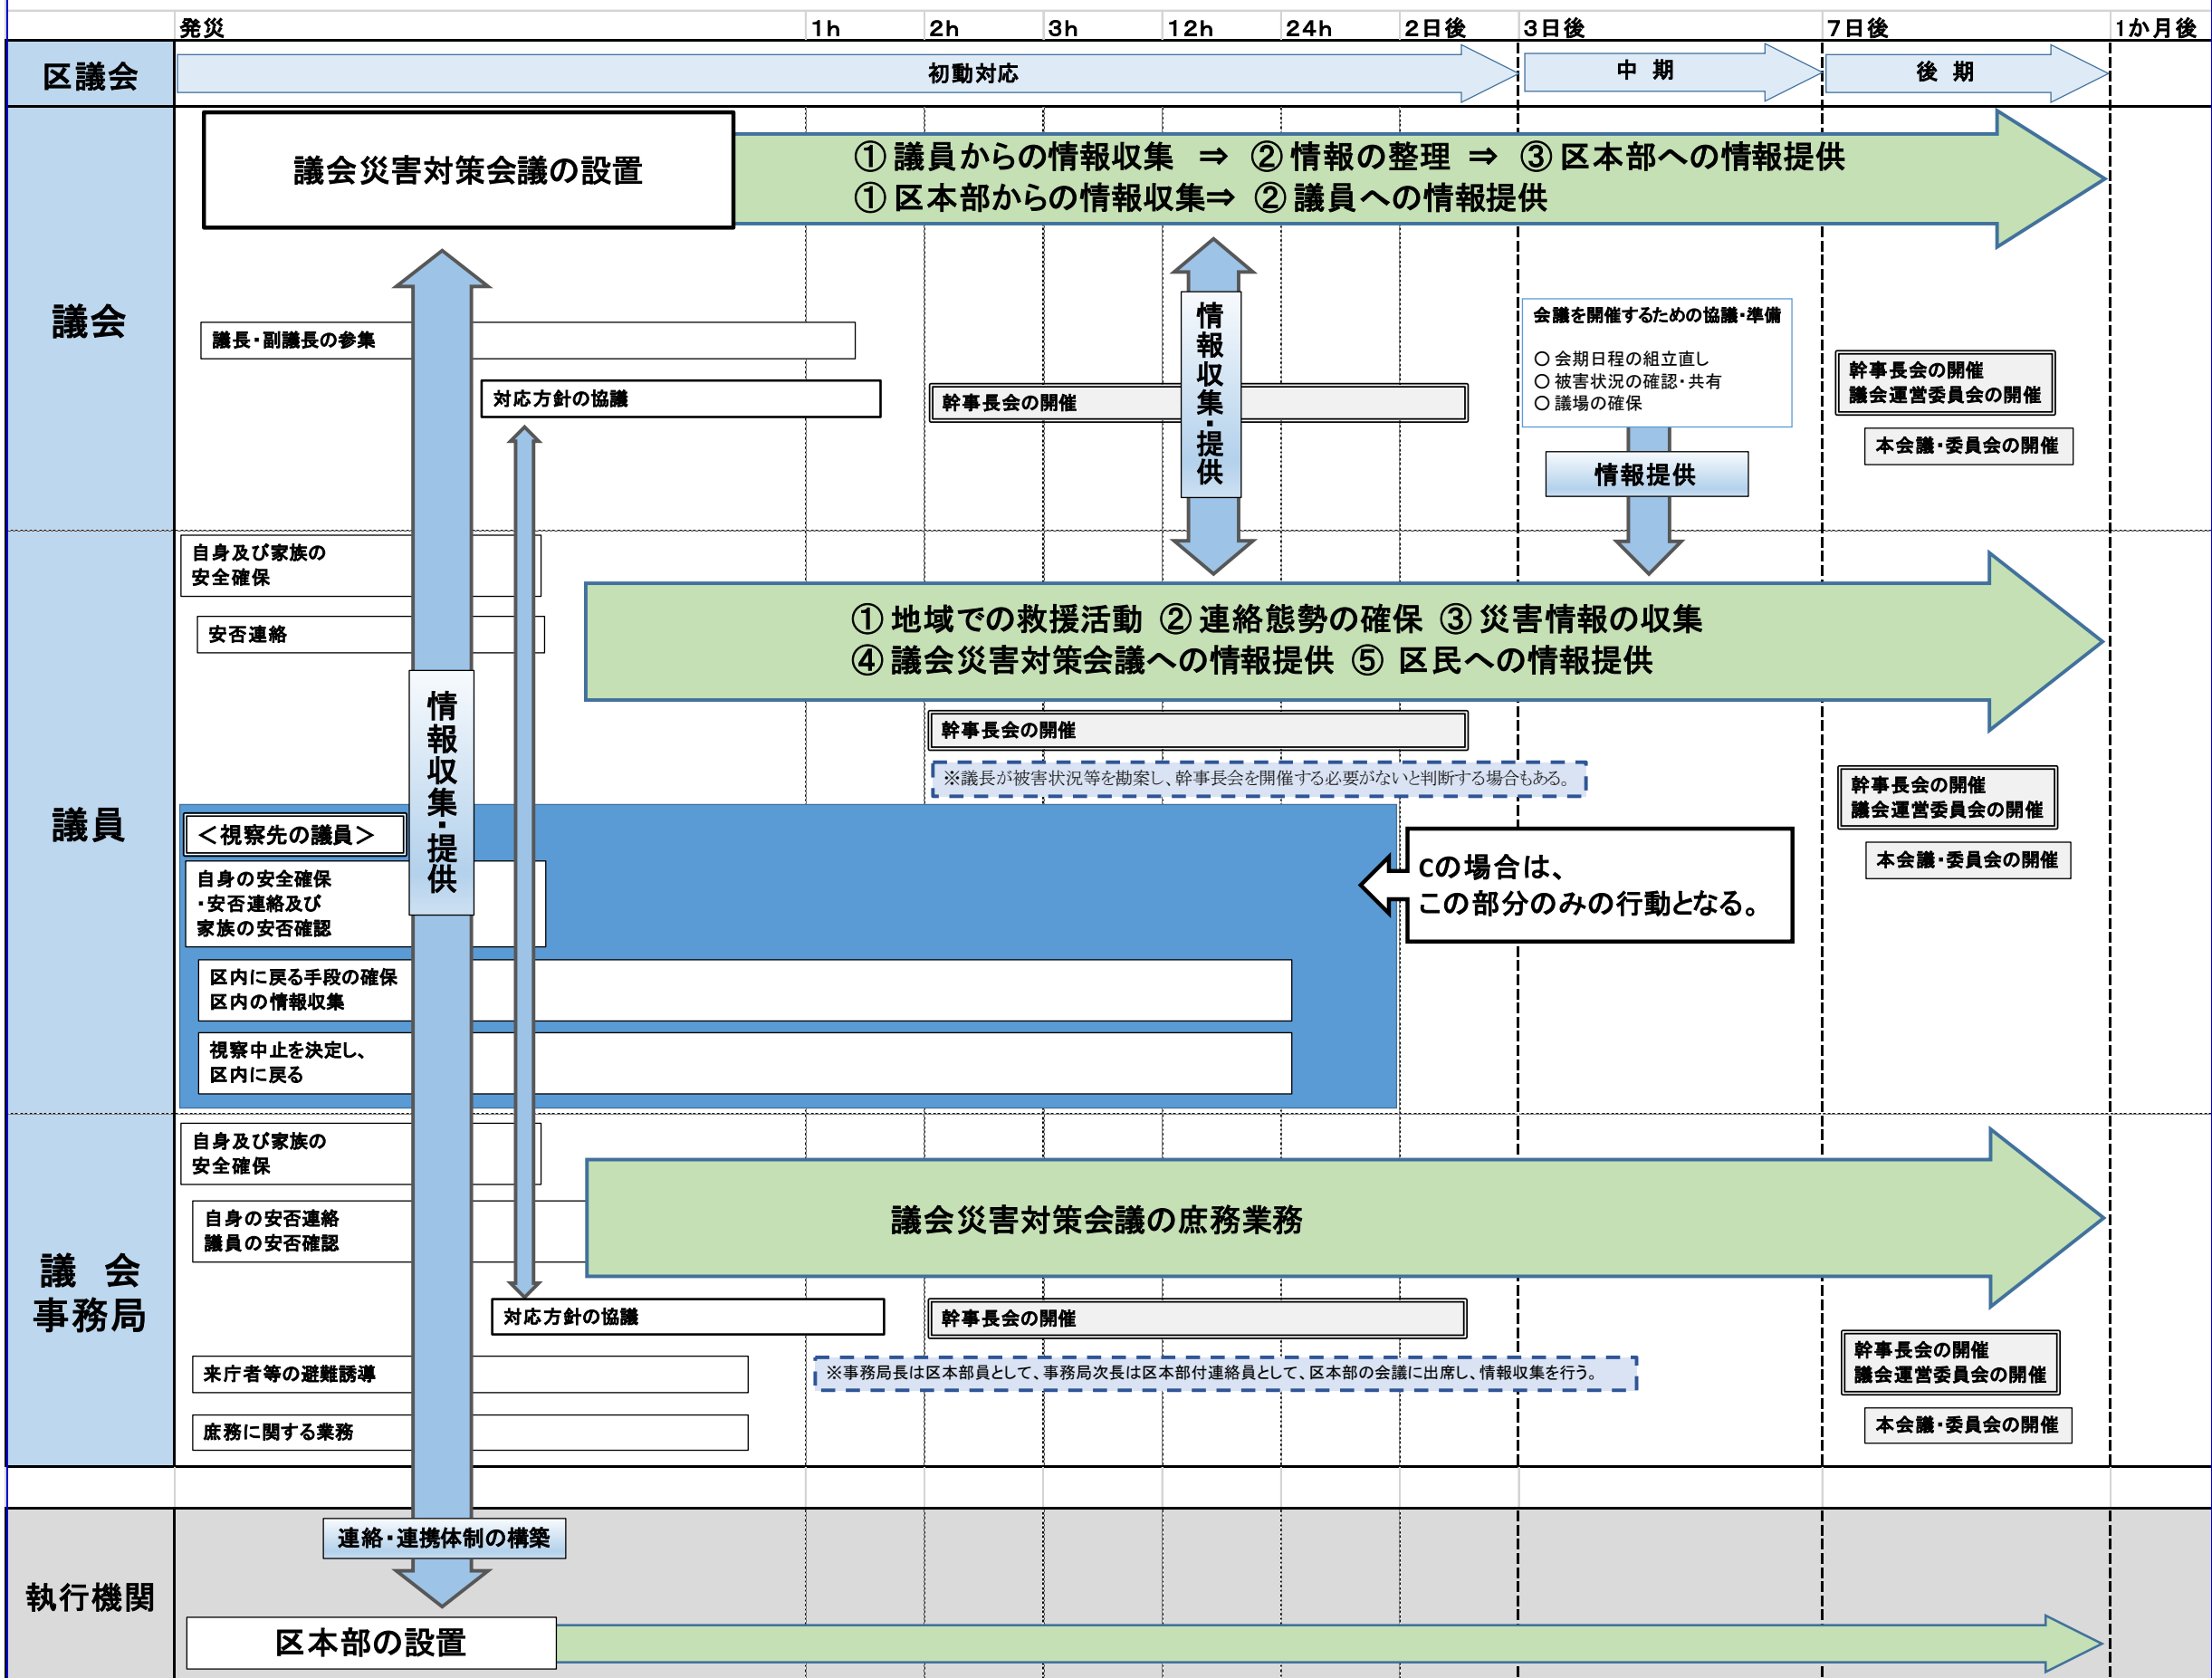 発災
1h
2h
3h
12h
24h
2日後
3日後
7日後
1か月後
区議会
初動対応
中 期
後 期
議会
議会災害対策会議の設置
①議員からの情報収集 ⇒ ②情報の整理 ⇒ ③区本部への情報提供
①区本部からの情報収集⇒ ②議員への情報提供
議長・副議長の参集
対応方針の協議
幹事長会の開催
情報収集・提供
会議を開催するための協議・準備
○ 会期日程の組立直し
○ 被害状況の確認・共有
○ 議場の確保
情報提供
幹事長会の開催
議会運営委員会の開催
本会議・委員会の開催
議員
自身及び家族の
安全確保
安否連絡
情報収集・提供
①地域での救援活動 ②連絡態勢の確保 ③災害情報の収集
④議会災害対策会議への情報提供 ⑤ 区民への情報提供
幹事長会の開催
※議長が被害状況等を勘案し、幹事長会を開催する必要がないと判断する場合もある。
幹事長会の開催
議会運営委員会の開催
本会議・委員会の開催
＜視察先の議員＞
自身の安全確保
・安否連絡及び
家族の安否確認
区内に戻る手段の確保
区内の情報収集
視察中止を決定し、
区内に戻る
Cの場合は、
この部分のみの行動となる。
議 会
事務局
自身及び家族の
安全確保
自身の安否連絡
議員の安否確認
議会災害対策会議の庶務業務
対応方針の協議
幹事長会の開催
来庁者等の避難誘導
※事務局長は区本部員として、事務局次長は区本部付連絡員として、区本部の会議に出席し、情報収集を行う。
庶務に関する業務
幹事長会の開催
議会運営委員会の開催
本会議・委員会の開催
執行機関
連絡・連携体制の構築
区本部の設置